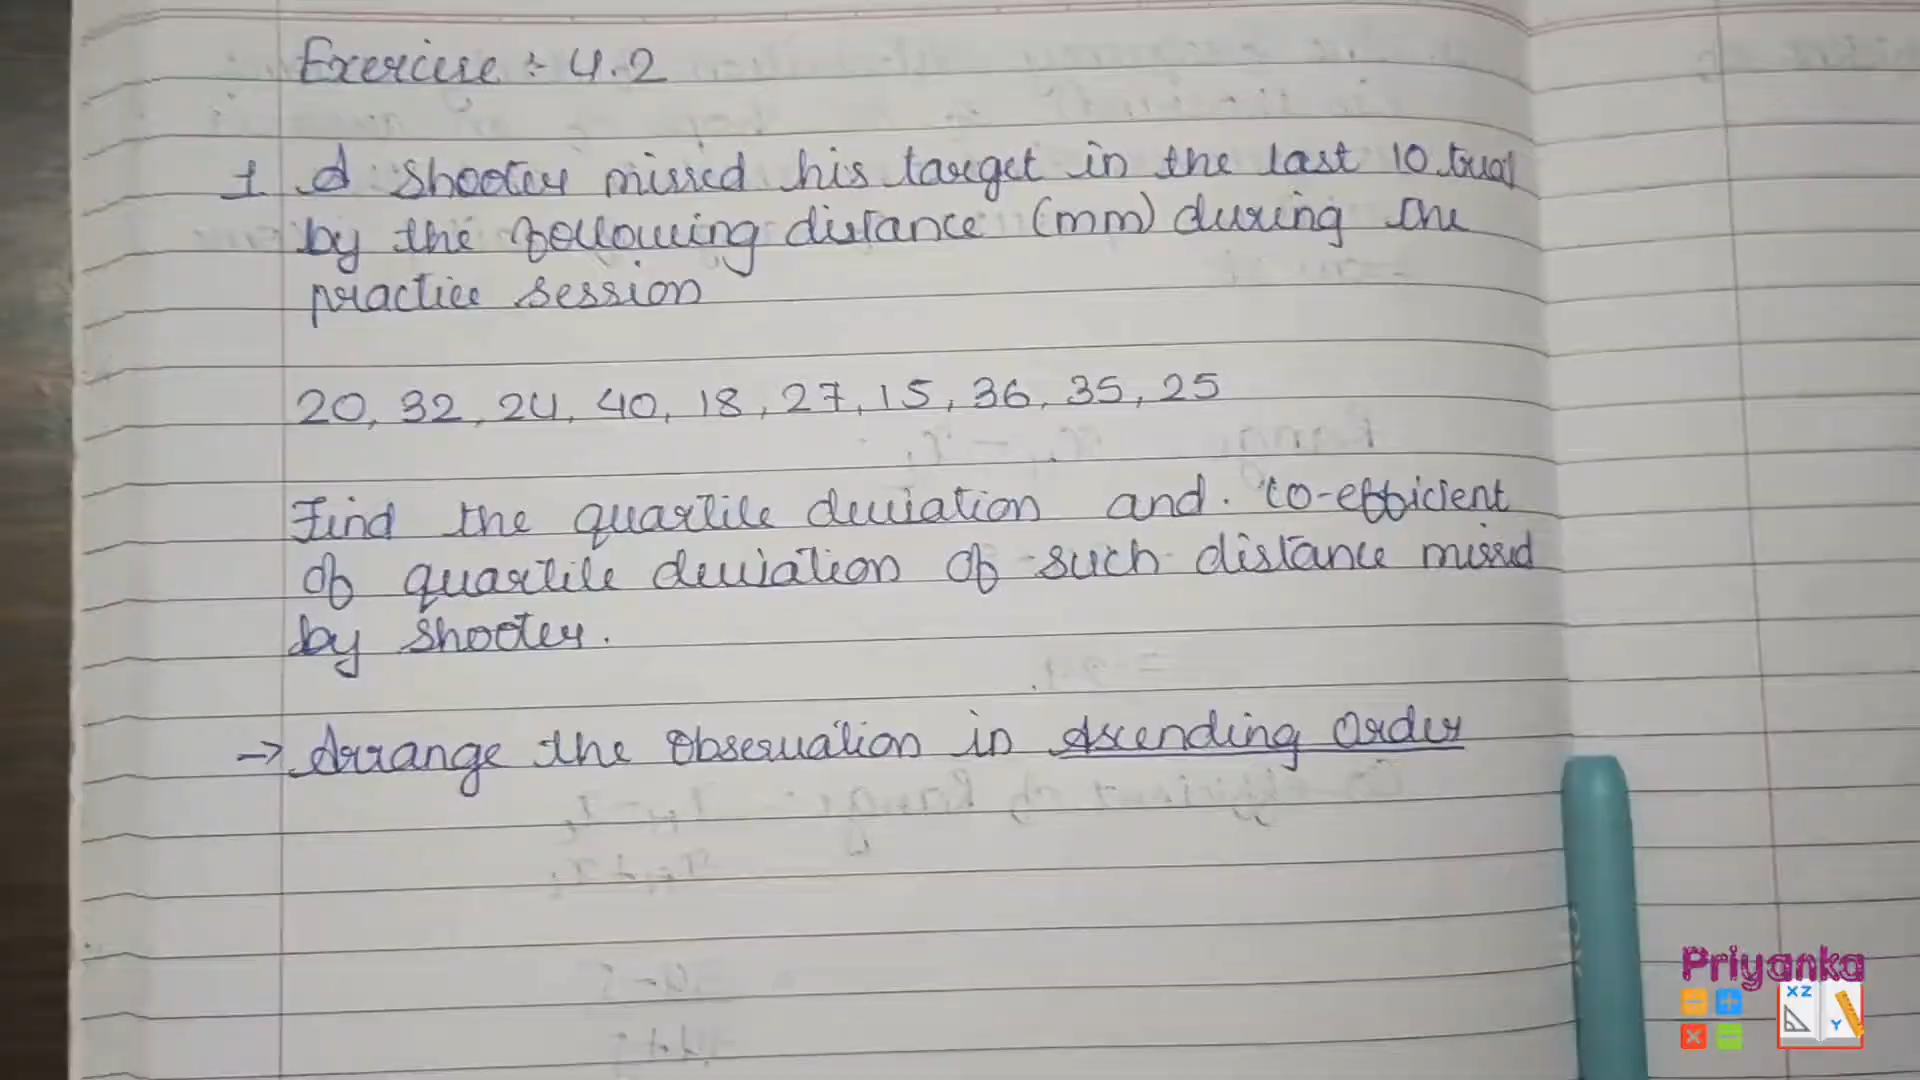 Exercise :- 4.2
1 A shooter missed his target in the last 10 trial
by the following distance (mm) during the
practice session
20, 32, 24, 40, 18, 27, 15, 36, 35, 25
Find the quartile deviation and. co-efficient
of quartile deviation of such distance missed
by shooter.
→ Arrange the observation in Ascending order
Priyanka
XZ
Y